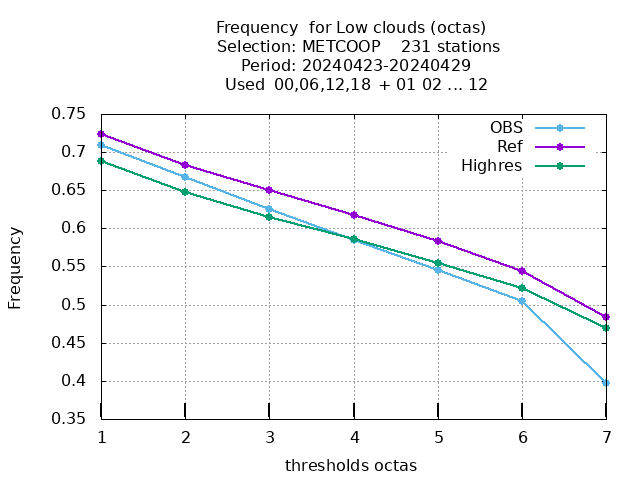 Frequency  for Low clouds (octas)
Selection: METCOOP    231 stations
Period: 20240423-20240429
Used  00,06,12,18 + 01 02 ... 12
OBS
Ref
Highres
0.75
0.7
0.65
0.6
0.55
0.5
0.45
0.4
0.35
Frequency
1 2 3 4 5 6 7
thresholds octas